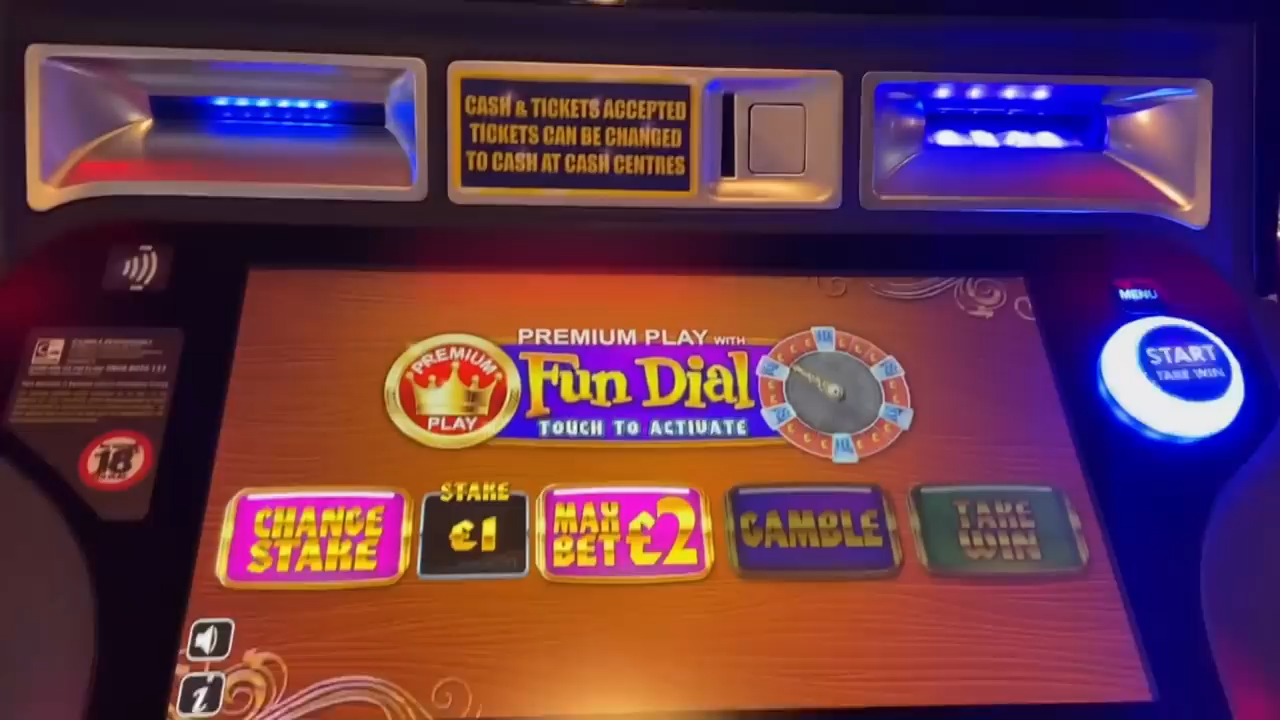 CASH & TICKETS ACCEPTED
TICKETS CAN BE CHANGED
TO CASH AT CASH CENTRES
MENU
START
TAKE WIN
PREMIUM PLAY WITH
Fun Dial
TOUCH TO ACTIVATE
PREMIUM
PLAY
CHANGE
STAKE
STAKE
£1
MAX
BET £2
GAMBLE
TAKE
WIN
18
i